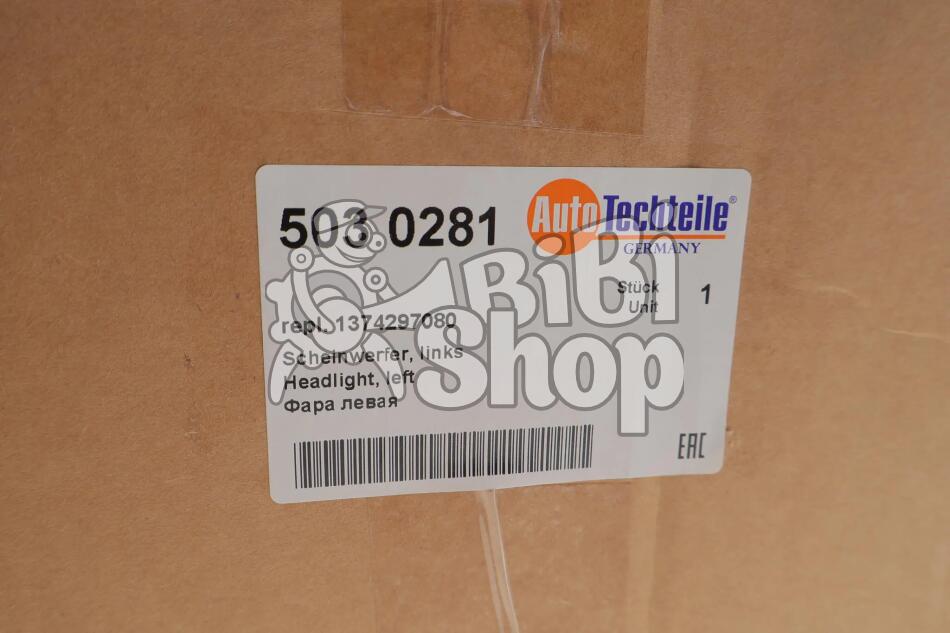 503 0281
AutoTechteile®
GERMANY
Stück
Unit
1
repl. 1374297080
Scheinwerfer, links
Headlight, left
Фара левая
EAC
BiBi
Shop